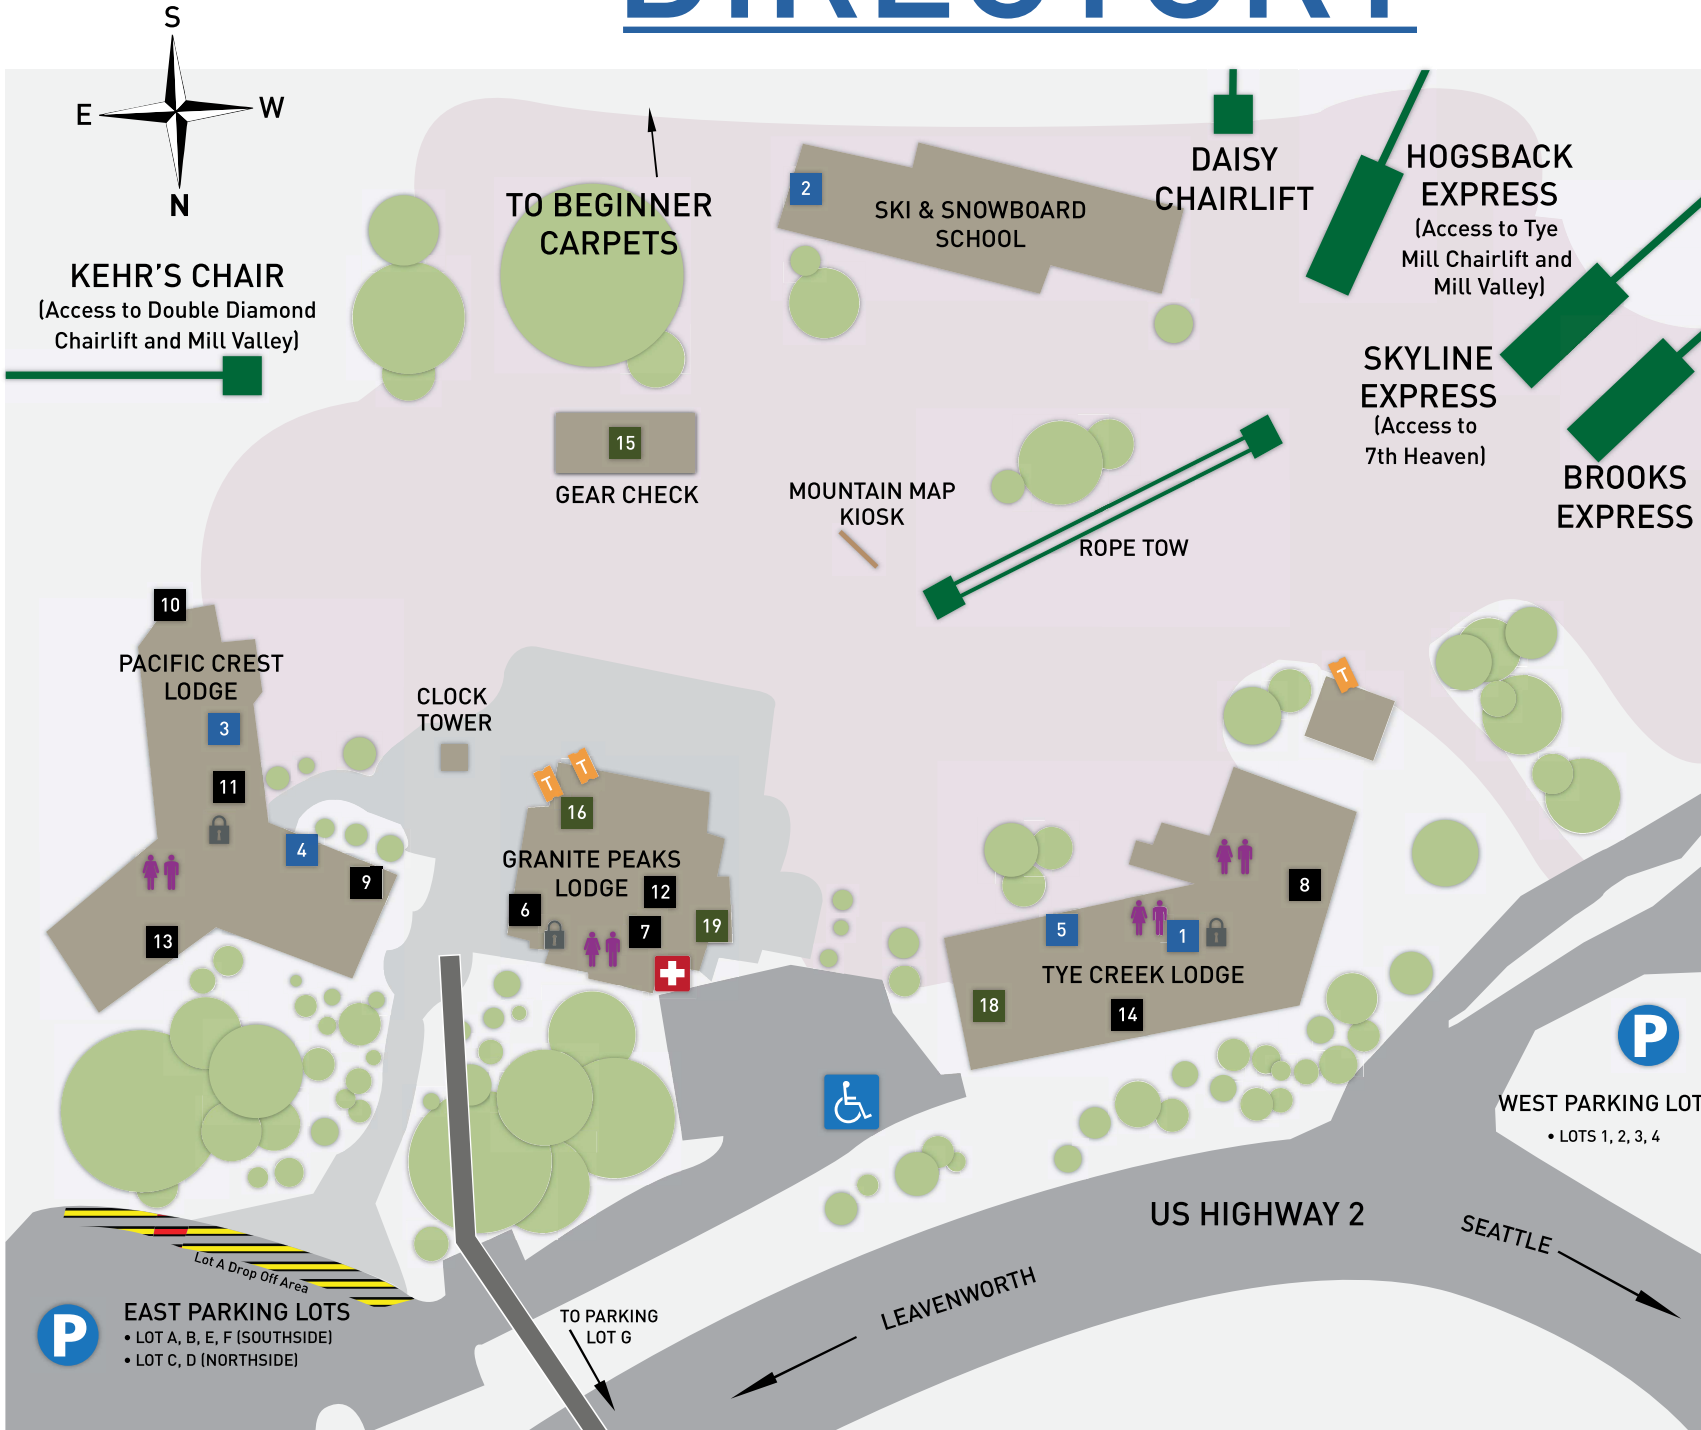 DIRECTORY
S
E
W
N
DAISY
CHAIRLIFT
HOGSBACK
EXPRESS
(Access to Tye
Mill Chairlift and
Mill Valley)
TO BEGINNER
CARPETS
2
SKI & SNOWBOARD
SCHOOL
KEHR'S CHAIR
(Access to Double Diamond
Chairlift and Mill Valley)
SKYLINE
EXPRESS
(Access to
7th Heaven)
BROOKS
EXPRESS
15
GEAR CHECK
MOUNTAIN MAP
KIOSK
ROPE TOW
10
PACIFIC CREST
LODGE
3
11
4
9
13
CLOCK
TOWER
T
T
16
GRANITE PEAKS
LODGE
12
6
7
19
T
8
5
1
TYE CREEK LODGE
18
14
P
WEST PARKING LOT
• LOTS 1, 2, 3, 4
US HIGHWAY 2
SEATTLE
LEAVENWORTH
Lot A Drop Off Area
P
EAST PARKING LOTS
• LOT A, B, E, F (SOUTHSIDE)
• LOT C, D (NORTHSIDE)
TO PARKING
LOT G